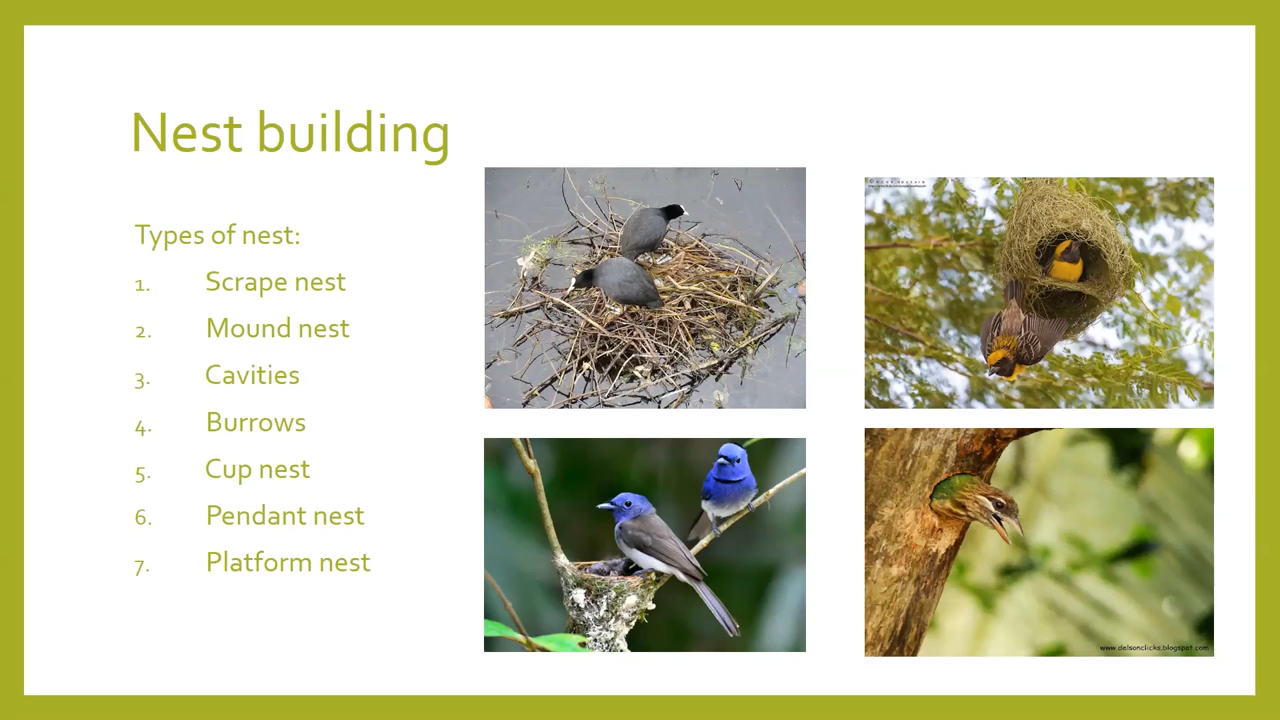 Nest building
Types of nest:
1. Scrape nest
2. Mound nest
3. Cavities
4. Burrows
5. Cup nest
6. Pendant nest
7. Platform nest
www.delsonclicks.blogspot.com